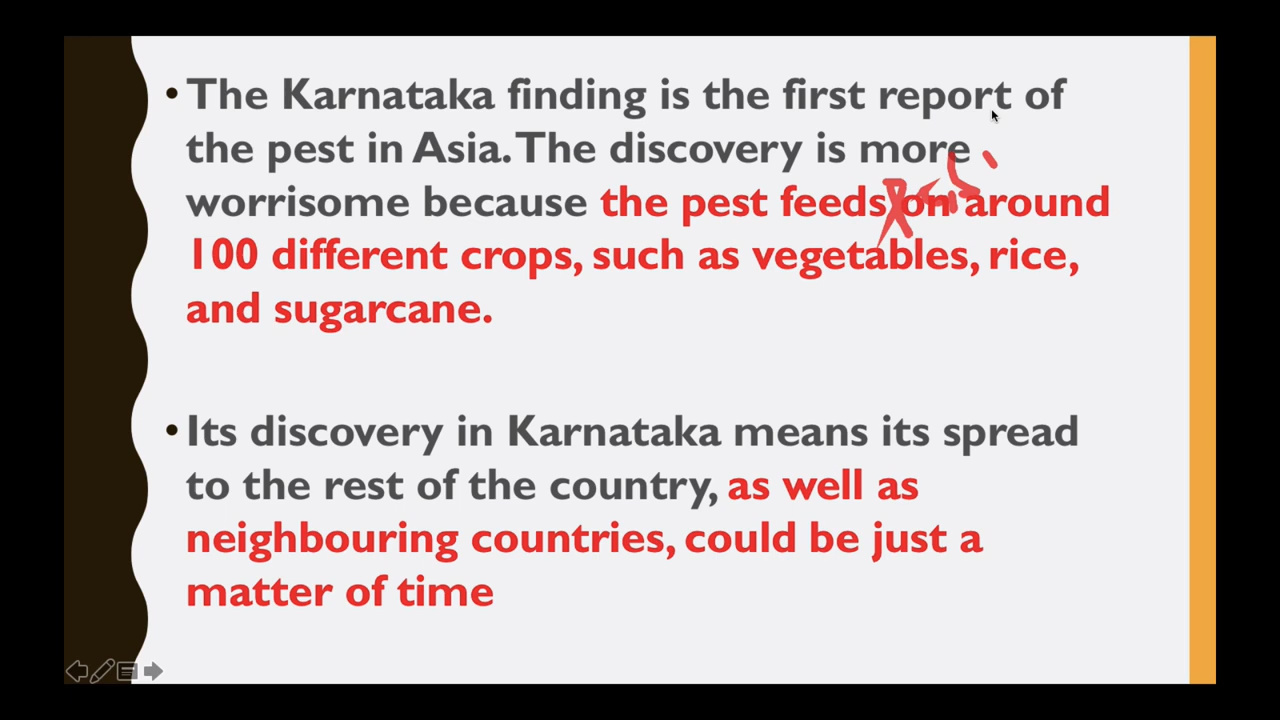 • The Karnataka finding is the first report of
the pest in Asia. The discovery is more
worrisome because the pest feeds on around
100 different crops, such as vegetables, rice,
and sugarcane.
• Its discovery in Karnataka means its spread
to the rest of the country, as well as
neighbouring countries, could be just a
matter of time